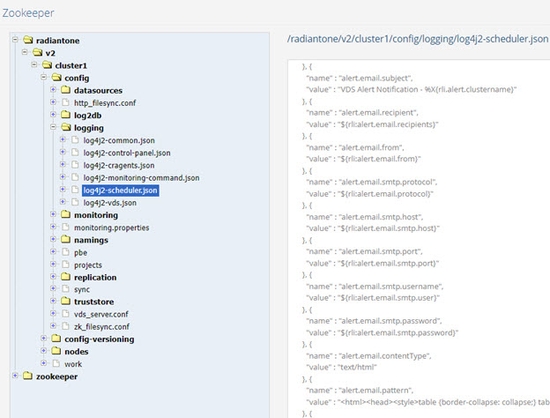 Zookeeper
radiantone
v2
cluster1
config
datasources
http_filesync.conf
log2db
logging
log4j2-common.json
log4j2-control-panel.json
log4j2-cragents.json
log4j2-monitoring-command.json
log4j2-scheduler.json
log4j2-vds.json
monitoring
monitoring.properties
namings
pbe
projects
replication
sync
truststore
vds_server.conf
zk_filesync.conf
config-versioning
nodes
work
zookeeper
/radiantone/v2/cluster1/config/logging/log4j2-scheduler.json
}, {
"name" : "alert.email.subject",
"value" : "VDS Alert Notification - %X{rli.alert.clustername}"
}, {
"name" : "alert.email.recipient",
"value" : "${rli:alert.email.recipients}"
}, {
"name" : "alert.email.from",
"value" : "${rli:alert.email.from}"
}, {
"name" : "alert.email.smtp.protocol",
"value" : "${rli:alert.email.protocol}"
}, {
"name" : "alert.email.smtp.host",
"value" : "${rli:alert.email.smtp.host}"
}, {
"name" : "alert.email.smtp.port",
"value" : "${rli:alert.email.smtp.port}"
}, {
"name" : "alert.email.smtp.username",
"value" : "${rli:alert.email.smtp.user}"
}, {
"name" : "alert.email.smtp.password",
"value" : "${rli:alert.email.smtp.password}"
}, {
"name" : "alert.email.contentType",
"value" : "text/html"
}, {
"name" : "alert.email.pattern",
"value" : "<html><head><style>table {border-collapse: collapse;} tab
}, {